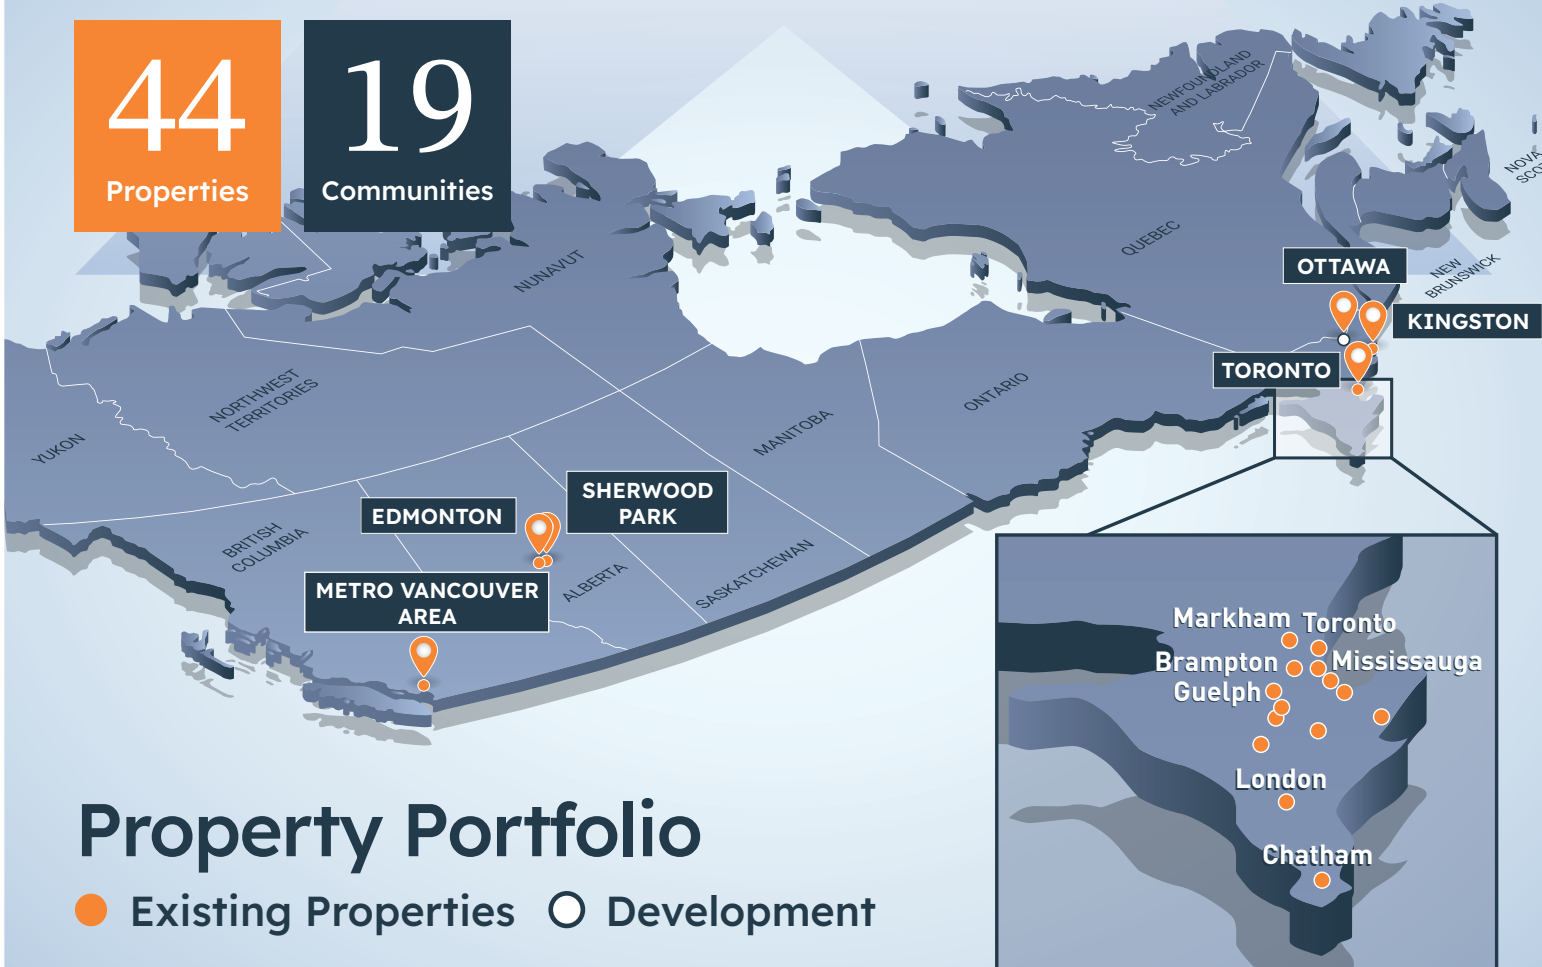 44
Properties
19
Communities
NEWFOUNDLAND
AND LABRADOR
NOVA
QUEBEC
NEW
BRUNSWICK
NUNAVUT
OTTAWA
KINGSTON
TORONTO
NORTHWEST
TERRITORIES
YUKON
ONTARIO
MANITOBA
SHERWOOD
PARK
EDMONTON
BRITISH
COLUMBIA
ALBERTA
SASKATCHEWAN
METRO VANCOUVER
AREA
Markham
Toronto
Brampton
Mississauga
Guelph
London
Chatham
Property Portfolio
Existing Properties
Development